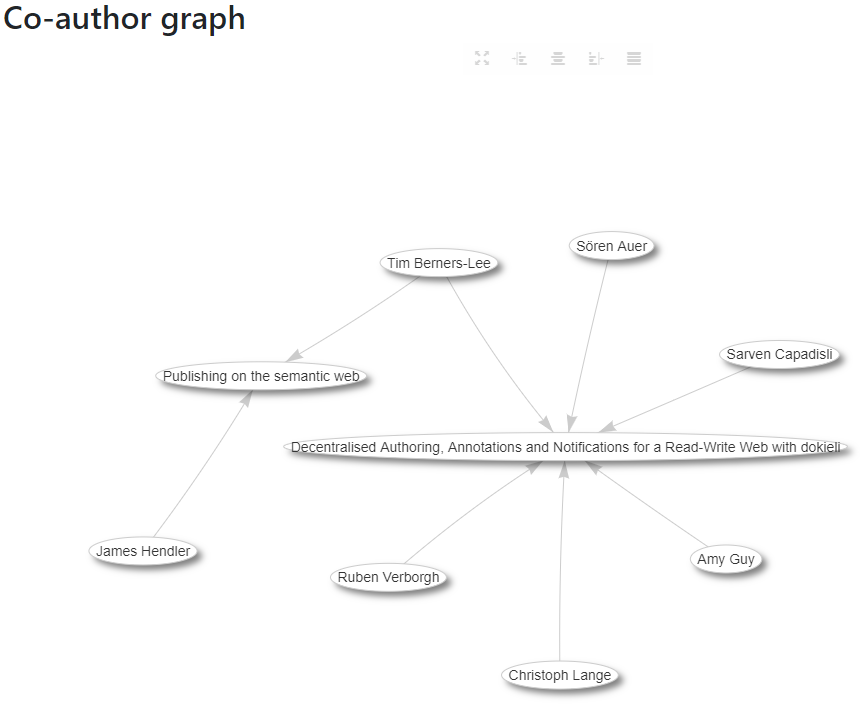 Co-author graph
Sören Auer
Tim Berners-Lee
Sarven Capadisli
Publishing on the semantic web
Decentralised Authoring, Annotations and Notifications for a Read-Write Web with dokieli
James Hendler
Amy Guy
Ruben Verborgh
Christoph Lange